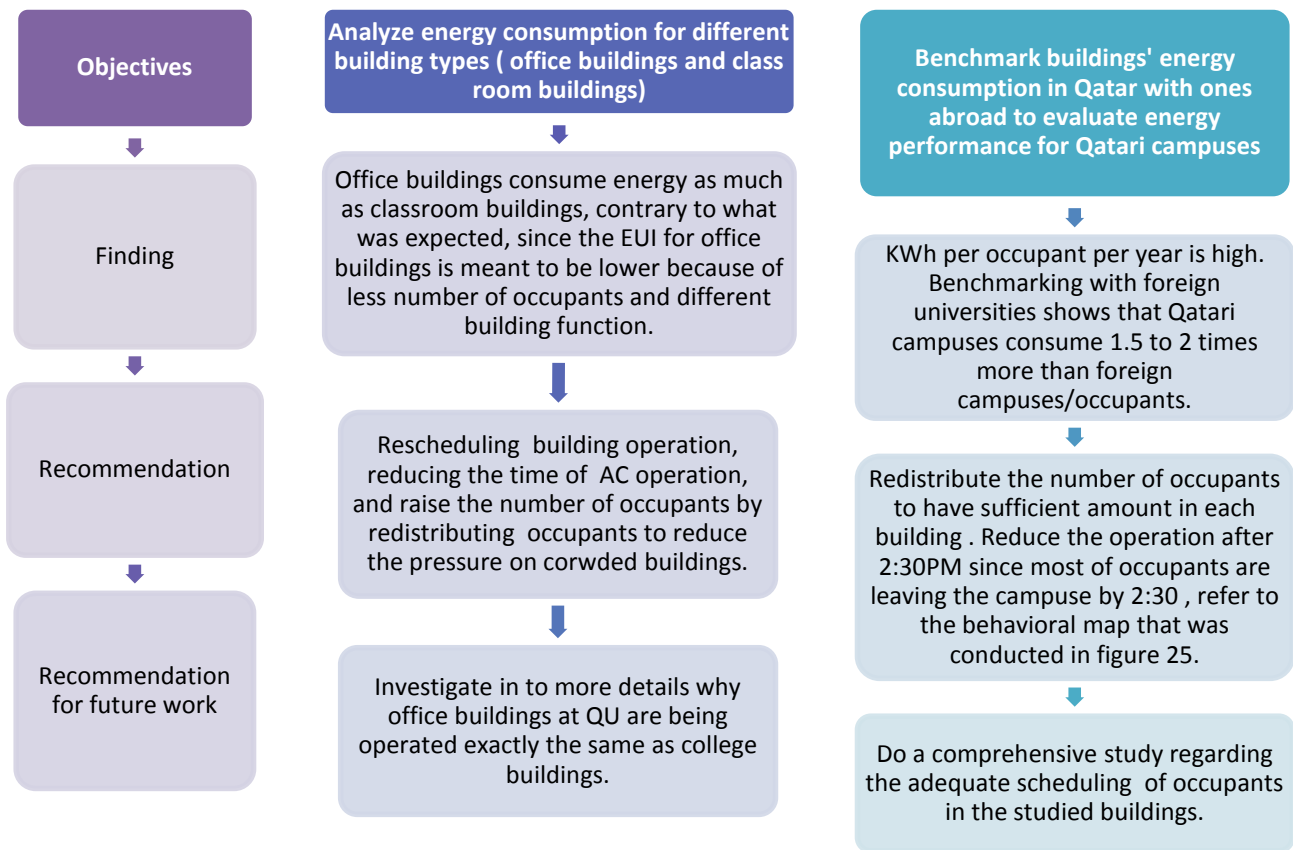 Objectives
Finding
Recommendation
Recommendation
for future work
Analyze energy consumption for different
building types ( office buildings and class
room buildings)
Office buildings consume energy as much
as classroom buildings, contrary to what
was expected, since the EUI for office
buildings is meant to be lower because of
less number of occupants and different
building function.
Rescheduling building operation,
reducing the time of AC operation,
and raise the number of occupants by
redistributing occupants to reduce
the pressure on corwded buildings.
Investigate in to more details why
office buildings at QU are being
operated exactly the same as college
buildings.
Benchmark buildings' energy
consumption in Qatar with ones
abroad to evaluate energy
performance for Qatari campuses
KWh per occupant per year is high.
Benchmarking with foreign
universities shows that Qatari
campuses consume 1.5 to 2 times
more than foreign
campuses/occupants.
Redistribute the number of occupants
to have sufficient amount in each
building . Reduce the operation after
2:30PM since most of occupants are
leaving the campuse by 2:30 , refer to
the behavioral map that was
conducted in figure 25.
Do a comprehensive study regarding
the adequate scheduling of occupants
in the studied buildings.